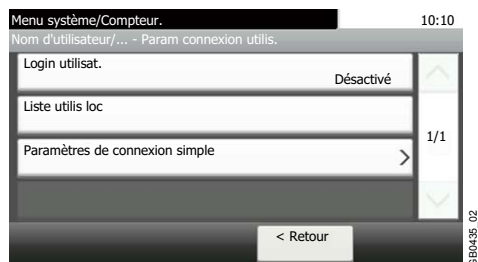 Menu système/Compteur.
10:10
Nom d'utilisateur/... - Param connexion utilis.
Login utilisat.
Désactivé
Liste utilis loc
1/1
Paramètres de connexion simple
< Retour
GB0435_02